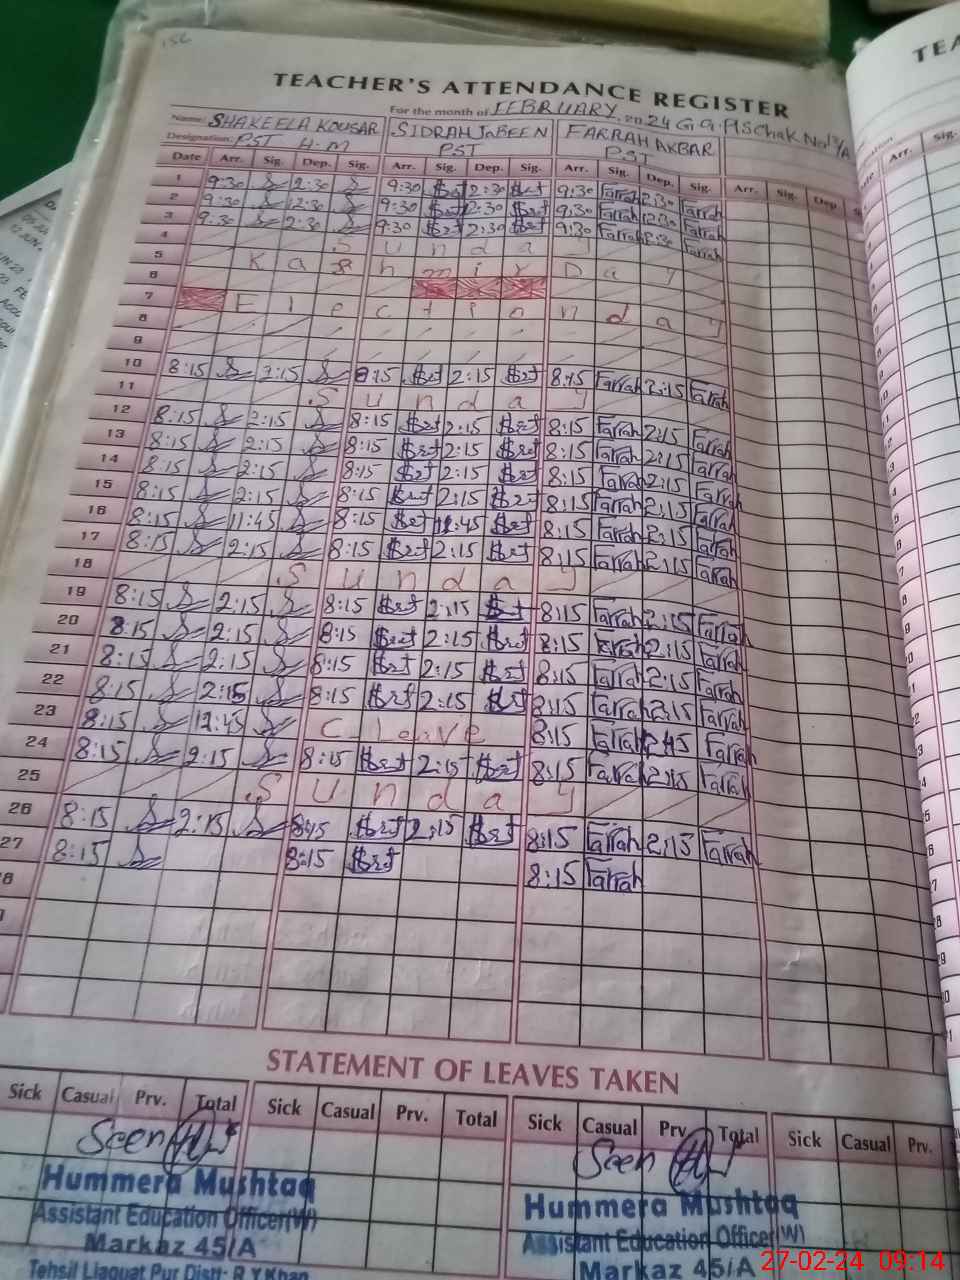 156
TEACHER'S ATTENDANCE REGISTER
For the month of FEBRUARY, 2024 G.G.P/School Chak No 13/A
Name: SHAKEELA KOUSAR SIDRAH JABEEN FARRAH AKBAR
Designation: PST H-M PST PST
Date Arr. Sig. Dep. Sig. Arr. Sig. Dep. Sig. Arr. Sig. Dep. Sig. Arr. Sig. Dep
1 9:30 2:30 9:30 2:30 9:30 Farrah 2:30 Farrah
2 9:30 12:30 9:30 12:30 9:30 Farrah 12:30 Farrah
3 9:30 2:30 9:30 2:30 9:30 Farrah 2:30 Farrah
4 Sunday
5 Kashmir Day
6
7 Election day
8
9
10 8:15 2:15 8:15 2:15 8:15 Farrah 2:15 Farrah
11 Sunday
12 8:15 2:15 8:15 2:15 8:15 Farrah 2:15 Farrah
13 8:15 2:15 8:15 2:15 8:15 Farrah 2:15 Farrah
14 8:15 2:15 8:15 2:15 8:15 Farrah 2:15 Farrah
15 8:15 2:15 8:15 2:15 8:15 Farrah 2:15 Farrah
16 8:15 11:45 8:15 11:45 8:15 Farrah Farrah
17 8:15 2:15 8:15 2:15 8:15 Farrah 2:15 Farrah
18 Sunday
19 8:15 2:15 8:15 2:15 8:15 Farrah 2:15 Farrah
20 8:15 2:15 8:15 2:15 8:15 Farrah 2:15 Farrah
21 8:15 2:15 8:15 2:15 8:15 Farrah 2:15 Farrah
22 8:15 2:15 8:15 2:15 8:15 Farrah 2:15 Farrah
23 8:15 12:45 C. Leave 8:15 Farrah Farrah
24 8:15 2:15 8:15 2:15 8:15 Farrah 2:15 Farrah
25 Sunday
26 8:15 2:15 8:15 2:15 8:15 Farrah 2:15 Farrah
27 8:15 8:15 8:15 Farrah
STATEMENT OF LEAVES TAKEN
Sick Casual Prv. Total Sick Casual Prv. Total Sick Casual Prv. Total Sick Casual Prv.
Seen Seen
Hummera Mushtaq Hummera Mushtaq
Assistant Education Officer(W) Assistant Education Officer(W)
Markaz 45/A Markaz 45/A
Tehsil Liaquat Pur Distt: R.Y.Khan
27-02-24 09:14